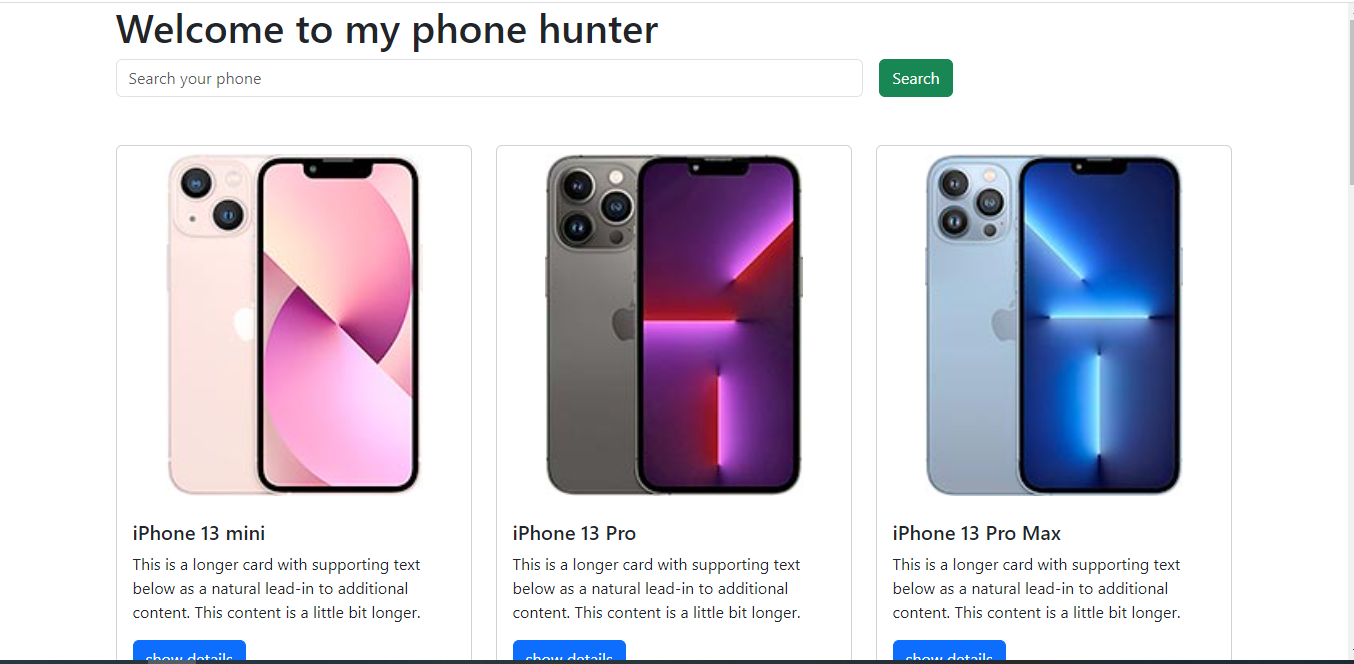 Welcome to my phone hunter
Search your phone
Search
iPhone 13 mini
This is a longer card with supporting text
below as a natural lead-in to additional
content. This content is a little bit longer.
show details
iPhone 13 Pro
This is a longer card with supporting text
below as a natural lead-in to additional
content. This content is a little bit longer.
show details
iPhone 13 Pro Max
This is a longer card with supporting text
below as a natural lead-in to additional
content. This content is a little bit longer.
show details